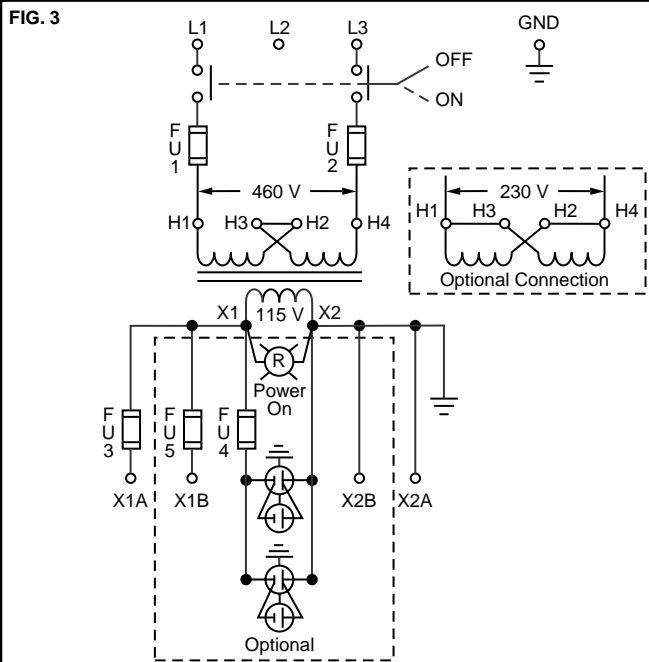 FIG. 3
L1 L2 L3 GND
OFF
ON
FU1 FU2
460 V
H1 H3 H2 H4
230 V
H1 H3 H2 H4
Optional Connection
X1 115 V X2
R
Power
On
FU3 FU5 FU4
X1A X1B X2B X2A
Optional